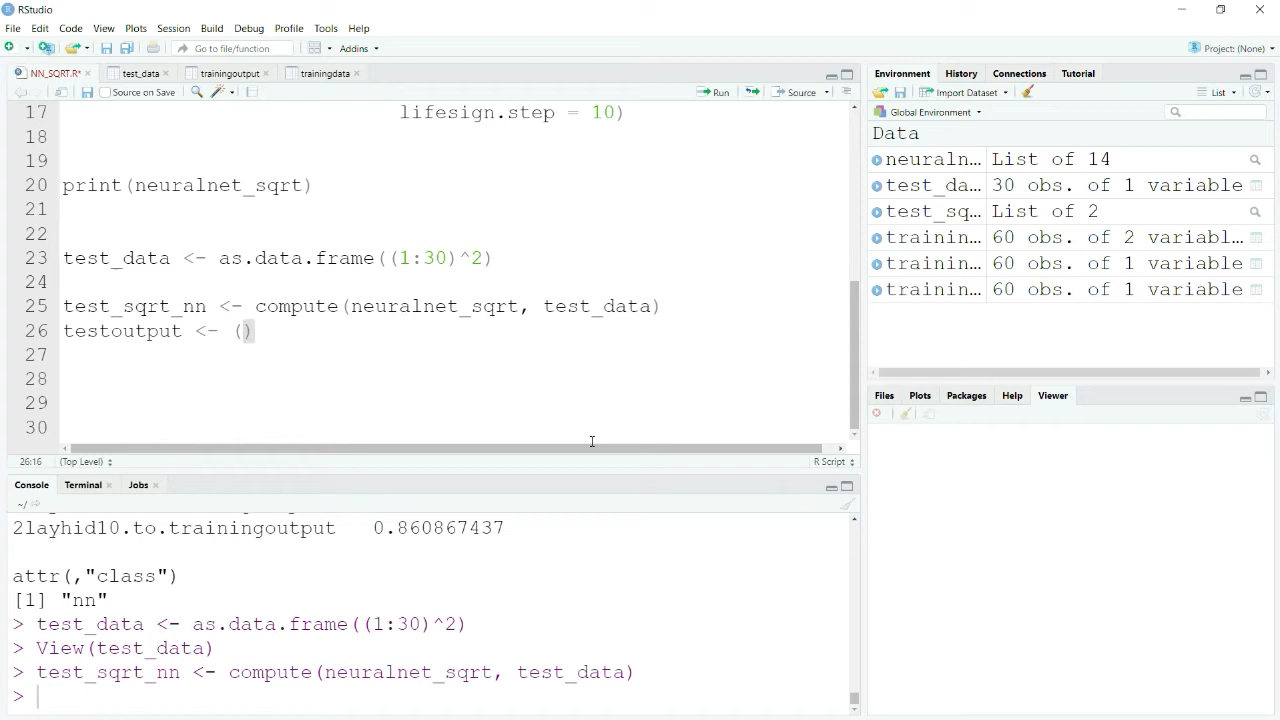 RStudio
File Edit Code View Plots Session Build Debug Profile Tools Help
Go to file/function Addins Project: (None)
NN_SQRT.R* test_data trainingoutput trainingdata
Source on Save Run Source
17 lifesign.step = 10)
18
19
20 print(neuralnet_sqrt)
21
22
23 test_data <- as.data.frame((1:30)^2)
24
25 test_sqrt_nn <- compute(neuralnet_sqrt, test_data)
26 testoutput <- ()
27
28
29
30
26:16 (Top Level) R Script
Console Terminal Jobs
~/
2layhid10.to.trainingoutput 0.860867437
attr(,"class")
[1] "nn"
> test_data <- as.data.frame((1:30)^2)
> View(test_data)
> test_sqrt_nn <- compute(neuralnet_sqrt, test_data)
>
Environment History Connections Tutorial
Import Dataset List
Global Environment
Data
neuraln... List of 14
test_da... 30 obs. of 1 variable
test_sq... List of 2
trainin... 60 obs. of 2 variabl...
trainin... 60 obs. of 1 variable
trainin... 60 obs. of 1 variable
Files Plots Packages Help Viewer